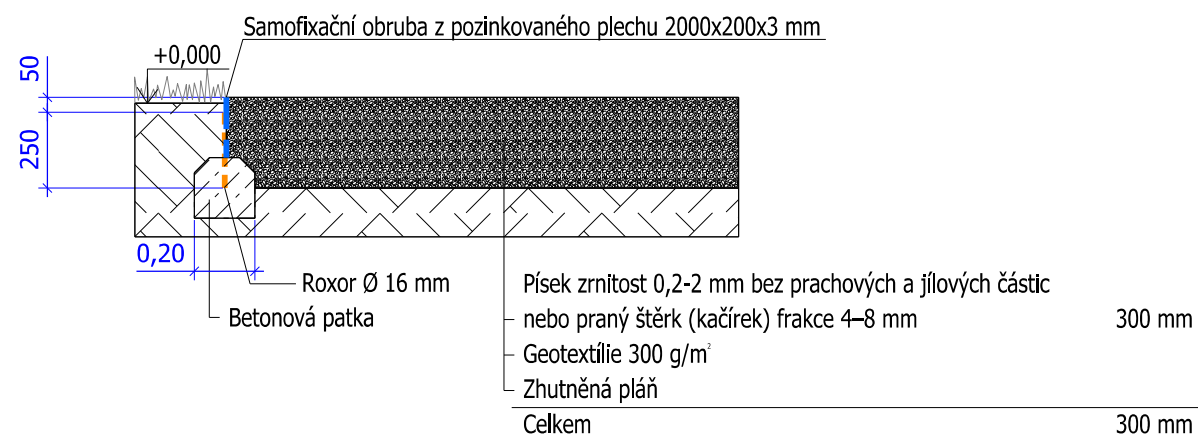 Samofixační obruba z pozinkovaného plechu 2000x200x3 mm
+0,000
50
250
0,20
Roxor Ø 16 mm
Betonová patka
Písek zrnitost 0,2-2 mm bez prachových a jílových částic
nebo praný štěrk (kačírek) frakce 4–8 mm 300 mm
Geotextílie 300 g/m²
Zhutněná pláň
Celkem 300 mm